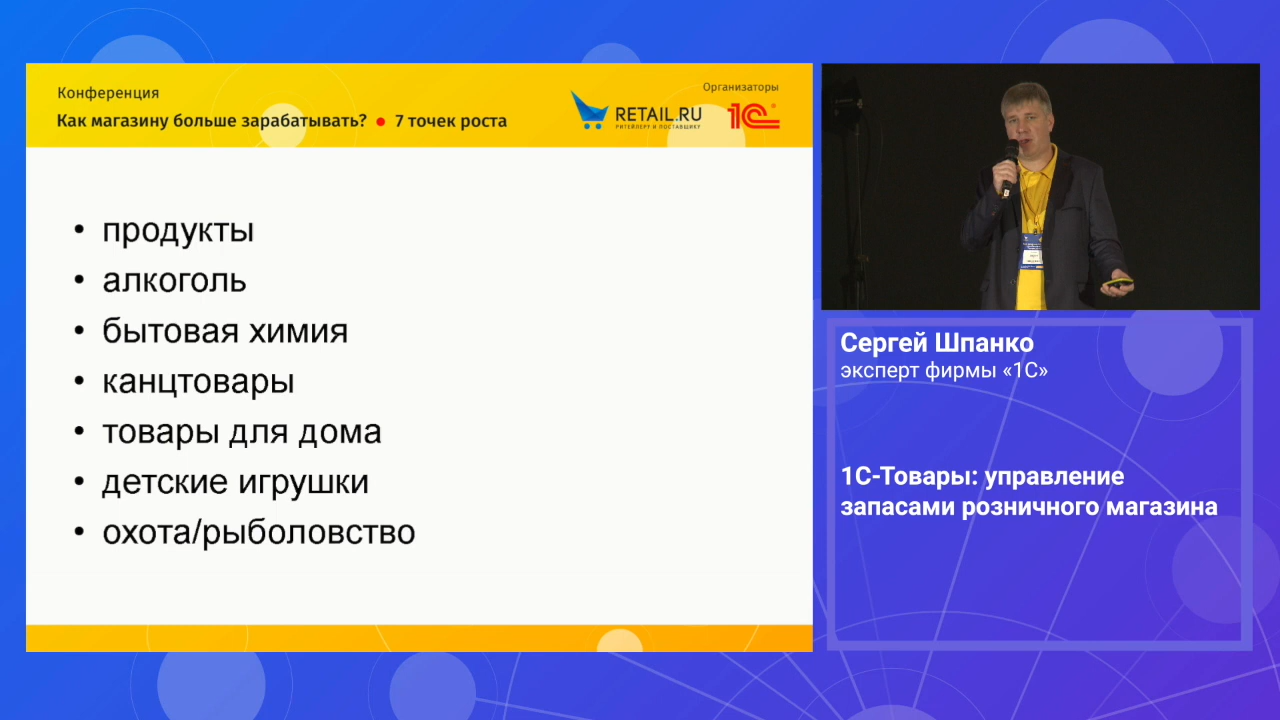 Конференция
Как магазину больше зарабатывать? • 7 точек роста
Организаторы
RETAIL.RU
РИТЕЙЛЕРУ И ПОСТАВЩИКУ
1С
• продукты
• алкоголь
• бытовая химия
• канцтовары
• товары для дома
• детские игрушки
• охота/рыболовство
Сергей Шпанко
эксперт фирмы «1С»
1С-Товары: управление
запасами розничного магазина